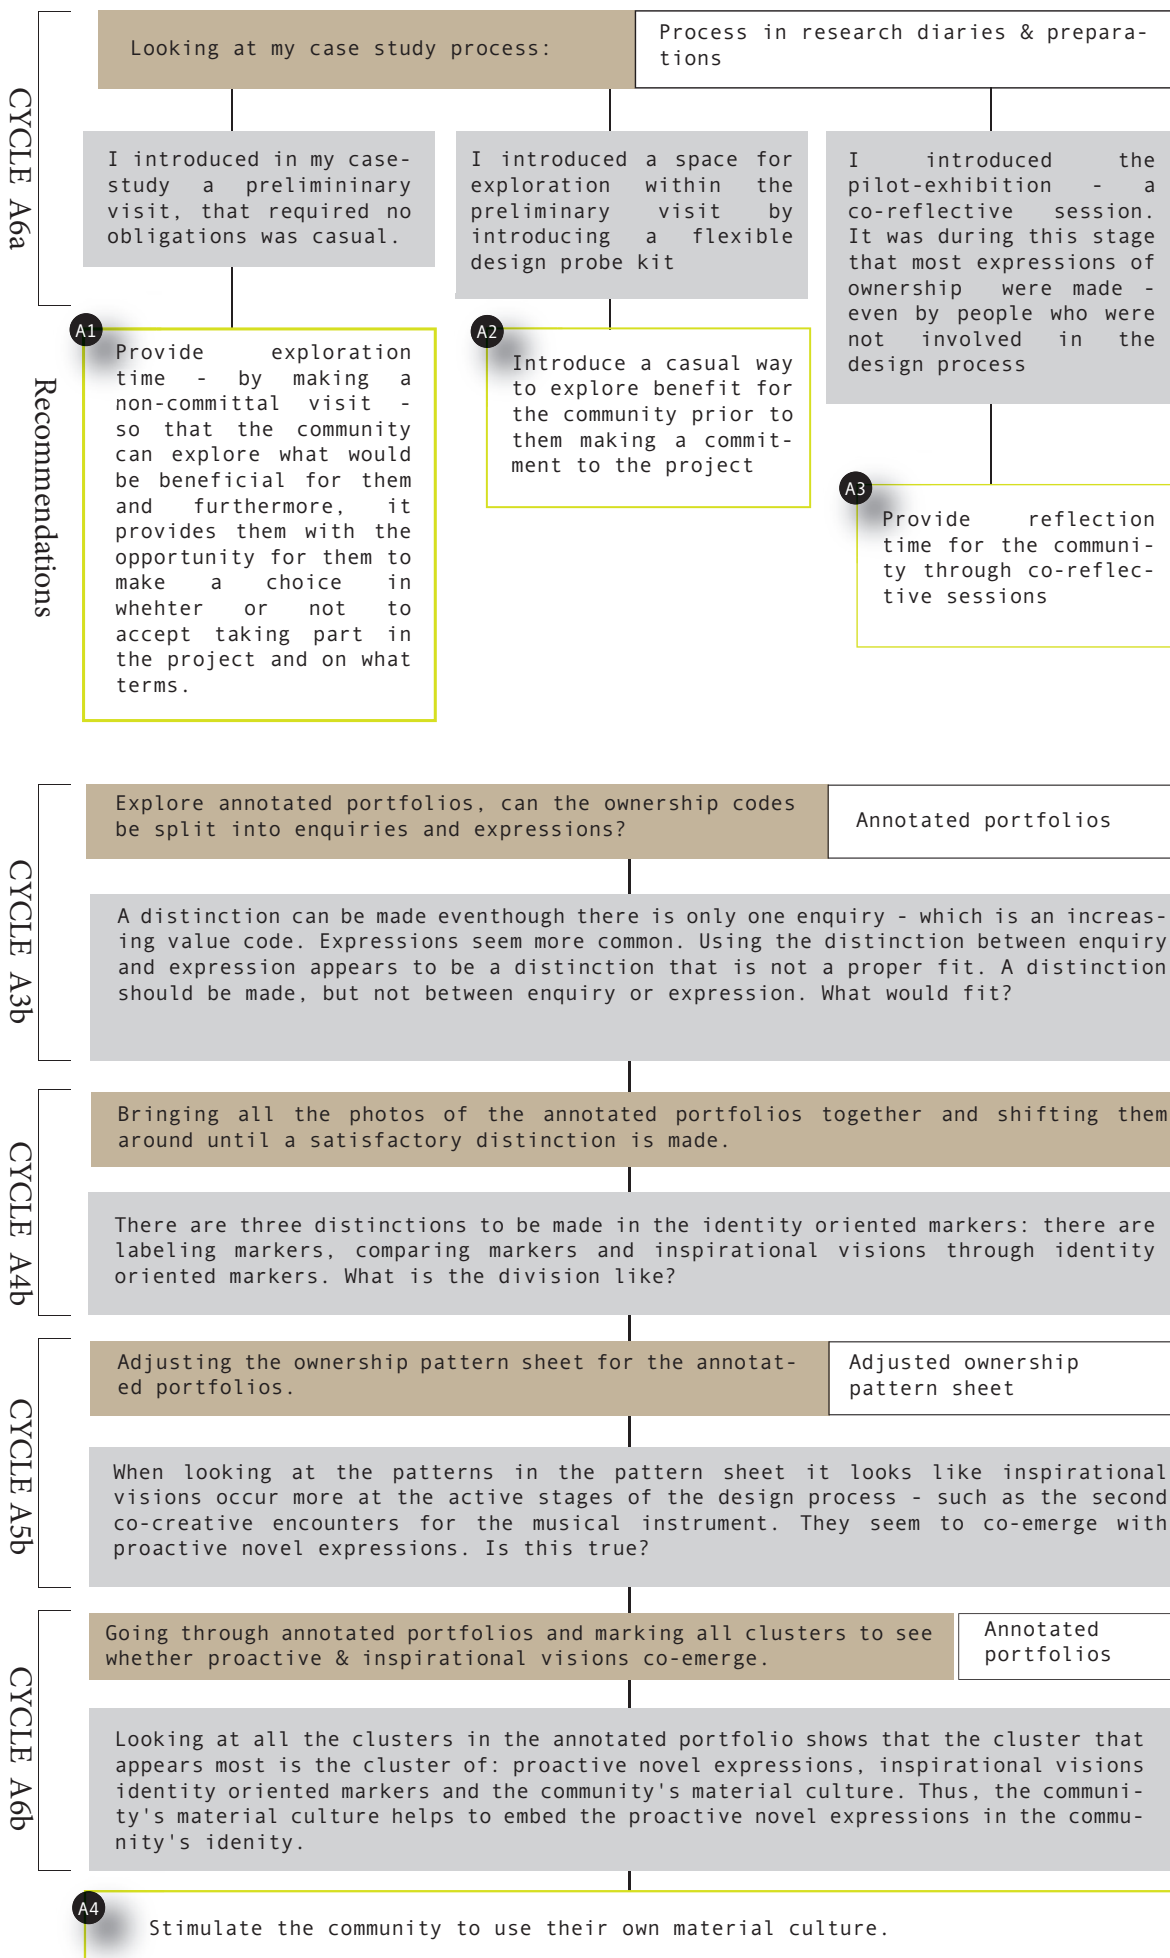 CYCLE A6a
Looking at my case study process:
Process in research diaries & prepara-
tions
I introduced in my case-
study a prelimininary
visit, that required no
obligations was casual.
I introduced a space for
exploration within the
preliminary visit by
introducing a flexible
design probe kit
I introduced the
pilot-exhibition - a
co-reflective session.
It was during this stage
that most expressions of
ownership were made -
even by people who were
not involved in the
design process
Recommendations
A1
Provide exploration
time - by making a
non-committal visit -
so that the community
can explore what would
be beneficial for them
and furthermore, it
provides them with the
opportunity for them to
make a choice in
whehter or not to
accept taking part in
the project and on what
terms.
A2
Introduce a casual way
to explore benefit for
the community prior to
them making a commit-
ment to the project
A3
Provide reflection
time for the communi-
ty through co-reflec-
tive sessions
CYCLE A3b
Explore annotated portfolios, can the ownership codes
be split into enquiries and expressions?
Annotated portfolios
A distinction can be made eventhough there is only one enquiry - which is an increas-
ing value code. Expressions seem more common. Using the distinction between enquiry
and expression appears to be a distinction that is not a proper fit. A distinction
should be made, but not between enquiry or expression. What would fit?
CYCLE A4b
Bringing all the photos of the annotated portfolios together and shifting them
around until a satisfactory distinction is made.
There are three distinctions to be made in the identity oriented markers: there are
labeling markers, comparing markers and inspirational visions through identity
oriented markers. What is the division like?
CYCLE A5b
Adjusting the ownership pattern sheet for the annotat-
ed portfolios.
Adjusted ownership
pattern sheet
When looking at the patterns in the pattern sheet it looks like inspirational
visions occur more at the active stages of the design process - such as the second
co-creative encounters for the musical instrument. They seem to co-emerge with
proactive novel expressions. Is this true?
CYCLE A6b
Going through annotated portfolios and marking all clusters to see
whether proactive & inspirational visions co-emerge.
Annotated
portfolios
Looking at all the clusters in the annotated portfolio shows that the cluster that
appears most is the cluster of: proactive novel expressions, inspirational visions
identity oriented markers and the community's material culture. Thus, the communi-
ty's material culture helps to embed the proactive novel expressions in the commu-
nity's idenity.
A4
Stimulate the community to use their own material culture.